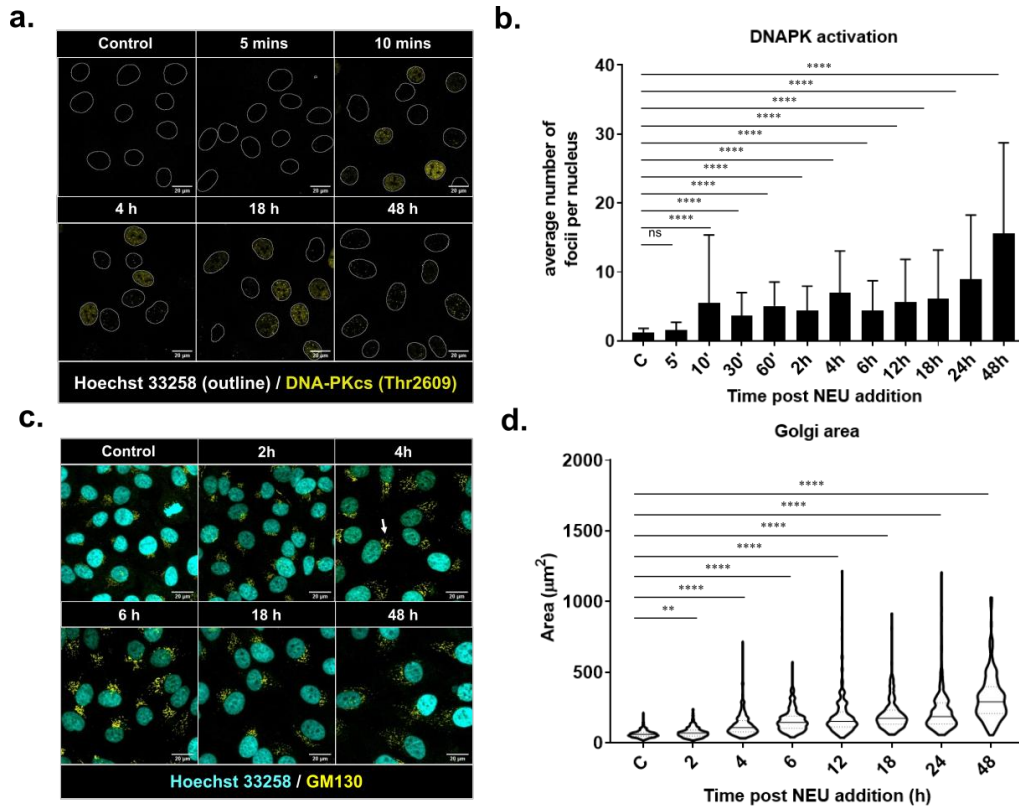 a.
Control 5 mins 10 mins
20 µm 20 µm 20 µm
4 h 18 h 48 h
20 µm 20 µm 20 µm
Hoechst 33258 (outline) / DNA-PKcs (Thr2609)
b.
DNAPK activation
average number of
focii per nucleus
40
30
20
10
0
****
****
****
****
****
****
****
****
****
****
ns
C 5' 10' 30' 60' 2h 4h 6h 12h 18h 24h 48h
Time post NEU addition
c.
Control 2h 4h
20 µm 20 µm 20 µm
6 h 18 h 48 h
20 µm 20 µm 20 µm
Hoechst 33258 / GM130
d.
Golgi area
Area (µm²)
2000
1500
1000
500
0
****
****
****
****
****
****
**
C 2 4 6 12 18 24 48
Time post NEU addition (h)